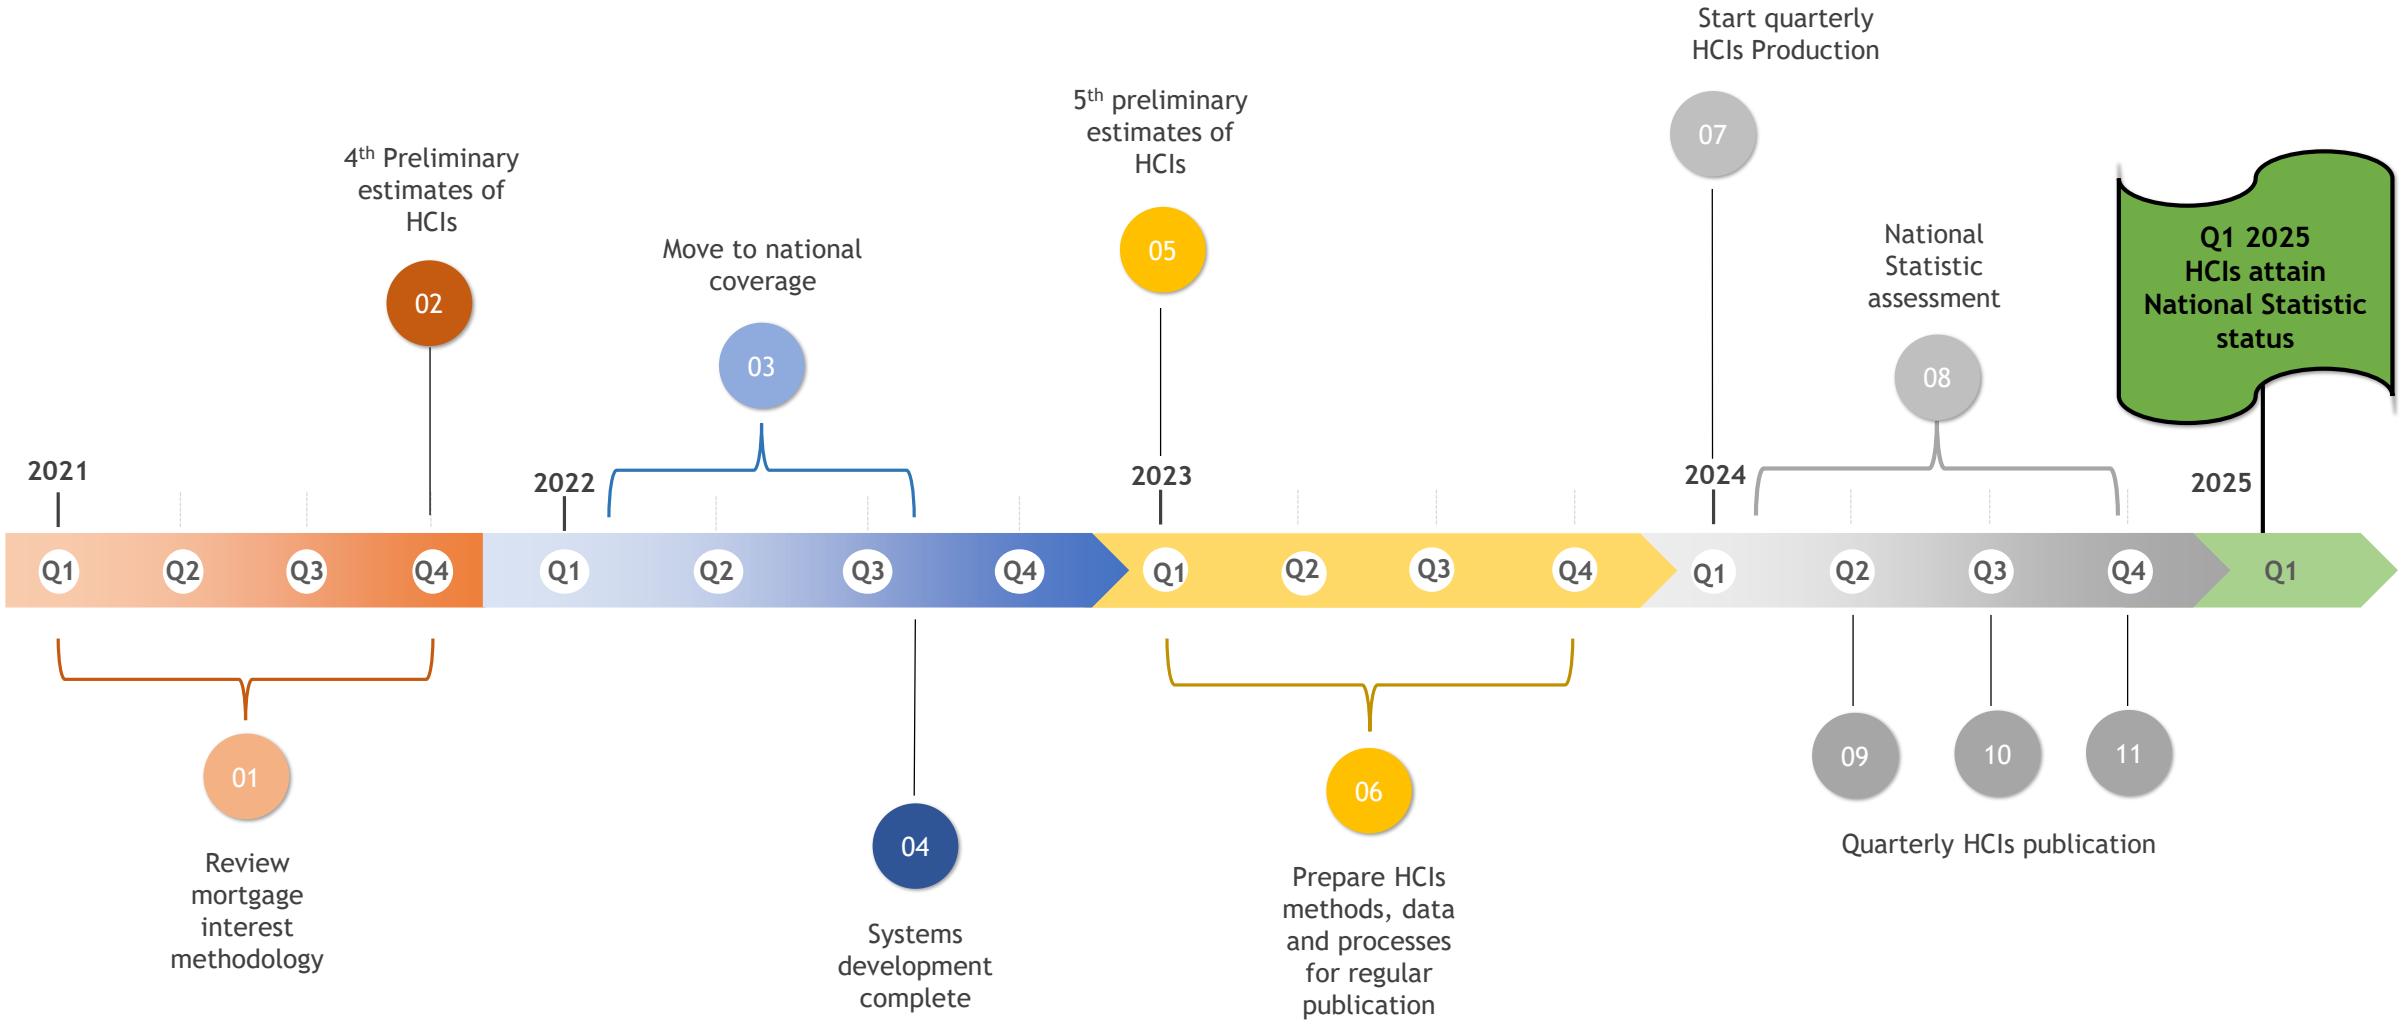 Start quarterly
HCIs Production
07
5th preliminary
estimates of
HCIs
05
4th Preliminary
estimates of
HCIs
02
Move to national
coverage
03
National
Statistic
assessment
08
Q1 2025
HCIs attain
National Statistic
status
2021
2022
2023
2024
2025
Q1 Q2 Q3 Q4 Q1 Q2 Q3 Q4 Q1 Q2 Q3 Q4 Q1 Q2 Q3 Q4 Q1
01
Review
mortgage
interest
methodology
04
Systems
development
complete
06
Prepare HCIs
methods, data
and processes
for regular
publication
09 10 11
Quarterly HCIs publication